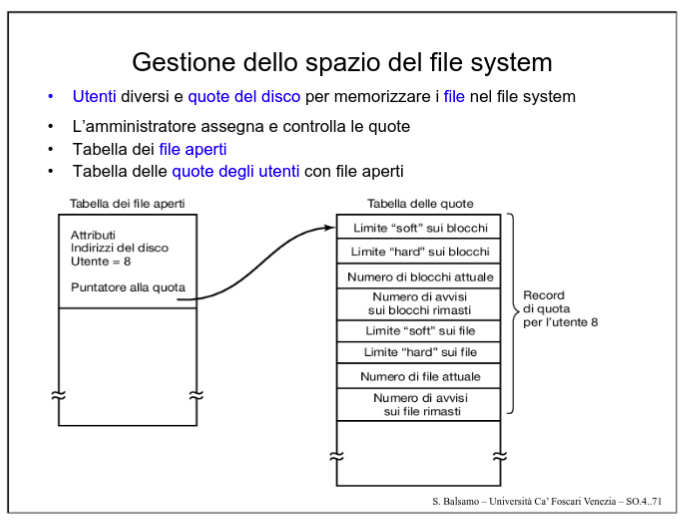 Gestione dello spazio del file system
• Utenti diversi e quote del disco per memorizzare i file nel file system
• L'amministratore assegna e controlla le quote
• Tabella dei file aperti
• Tabella delle quote degli utenti con file aperti
Tabella dei file aperti
Attributi
Indirizzi del disco
Utente = 8
Puntatore alla quota
Tabella delle quote
Limite “soft” sui blocchi
Limite “hard” sui blocchi
Numero di blocchi attuale
Numero di avvisi
sui blocchi rimasti
Limite “soft” sui file
Limite “hard” sui file
Numero di file attuale
Numero di avvisi
sui file rimasti
Record
di quota
per l'utente 8
S. Balsamo – Università Ca' Foscari Venezia – SO.4..71